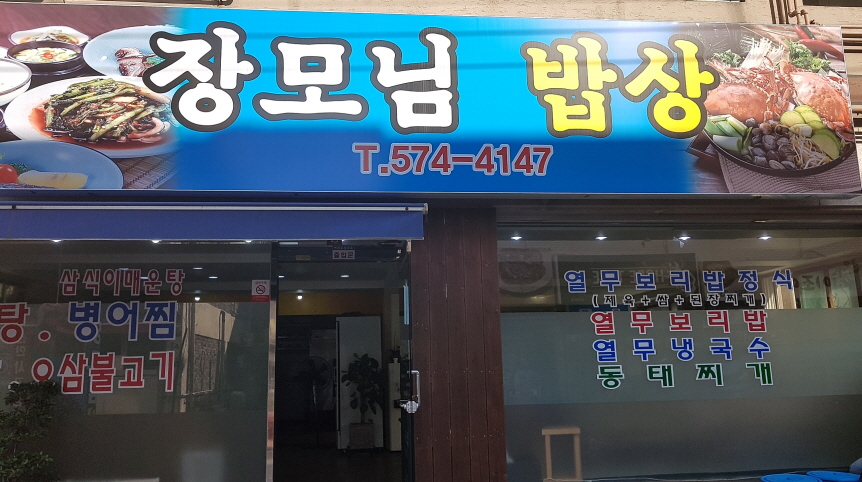 장모님 밥상
T.574-4147
삼식이매운탕
탕. 병어찜
오삼불고기
열무보리밥정식
(제육+쌈+된장찌개)
열무보리밥
열무냉국수
동태찌개